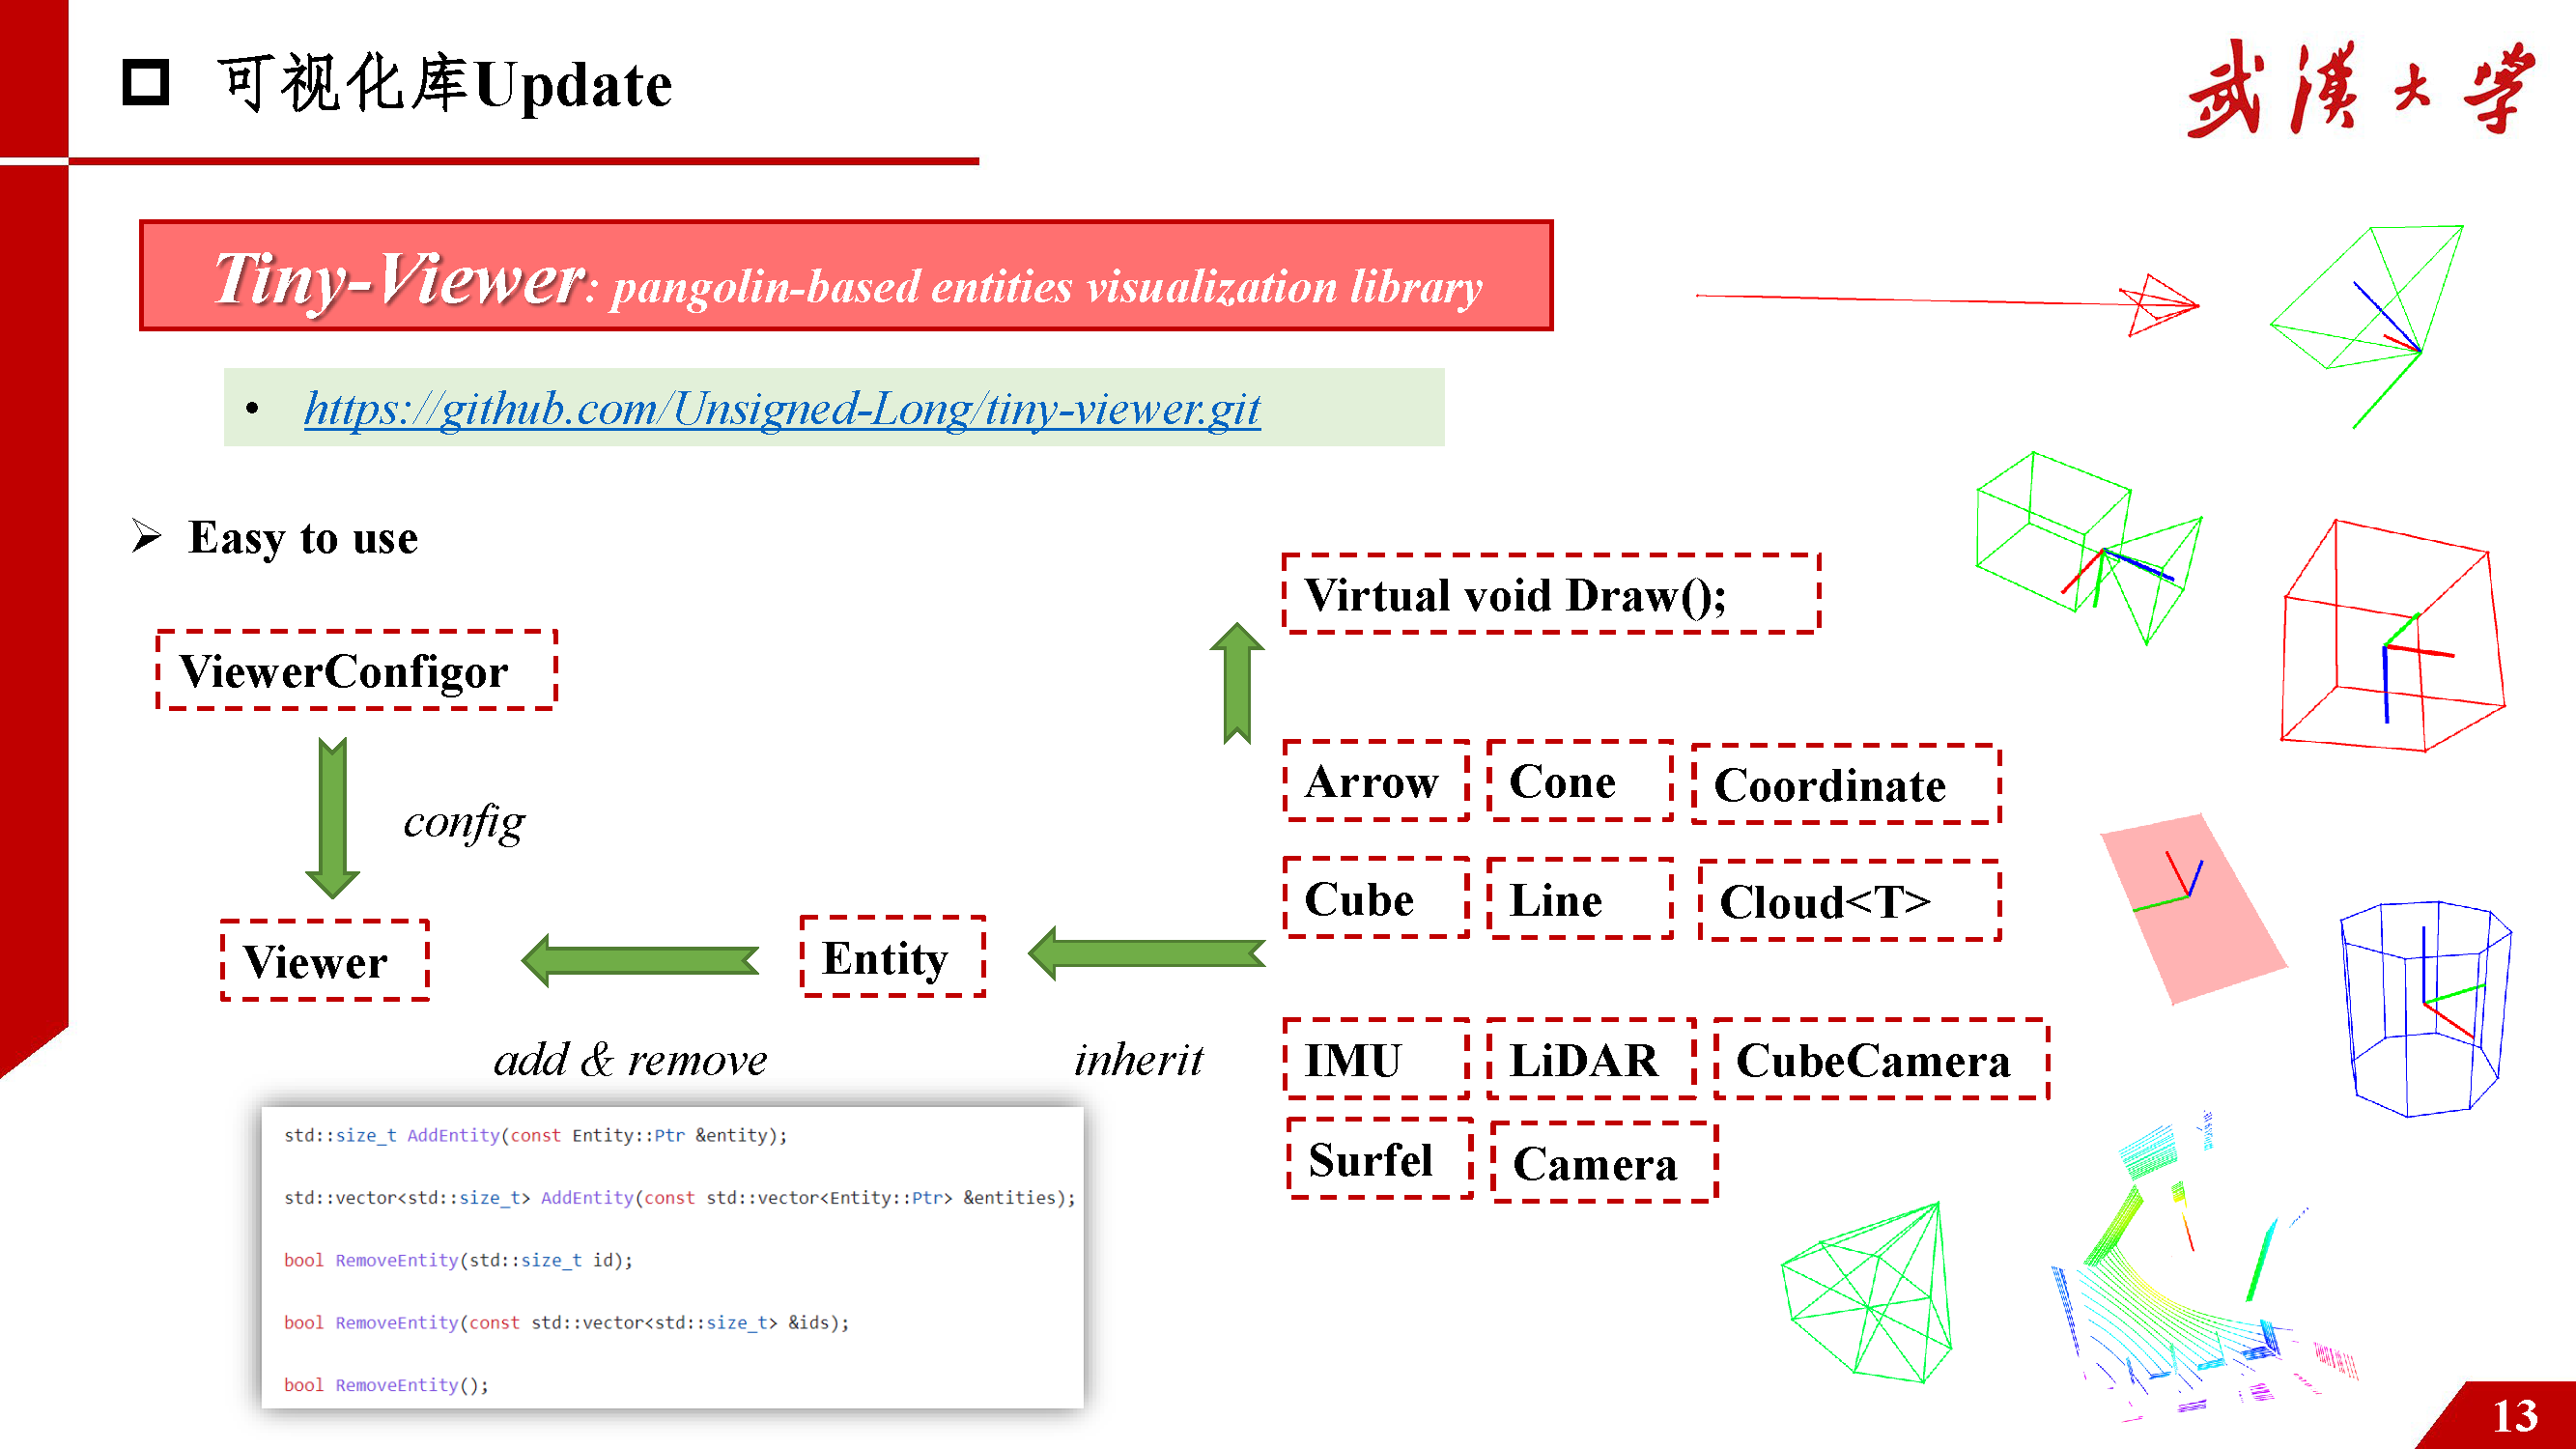 可视化库Update
武漢大学
Tiny-Viewer: pangolin-based entities visualization library
• https://github.com/Unsigned-Long/tiny-viewer.git
➢ Easy to use
Virtual void Draw();
ViewerConfigor
config
Arrow Cone Coordinate
Cube Line Cloud<T>
Viewer Entity
add & remove inherit
IMU LiDAR CubeCamera
Surfel Camera
std::size_t AddEntity(const Entity::Ptr &entity);
std::vector<std::size_t> AddEntity(const std::vector<Entity::Ptr> &entities);
bool RemoveEntity(std::size_t id);
bool RemoveEntity(const std::vector<std::size_t> &ids);
bool RemoveEntity();
13